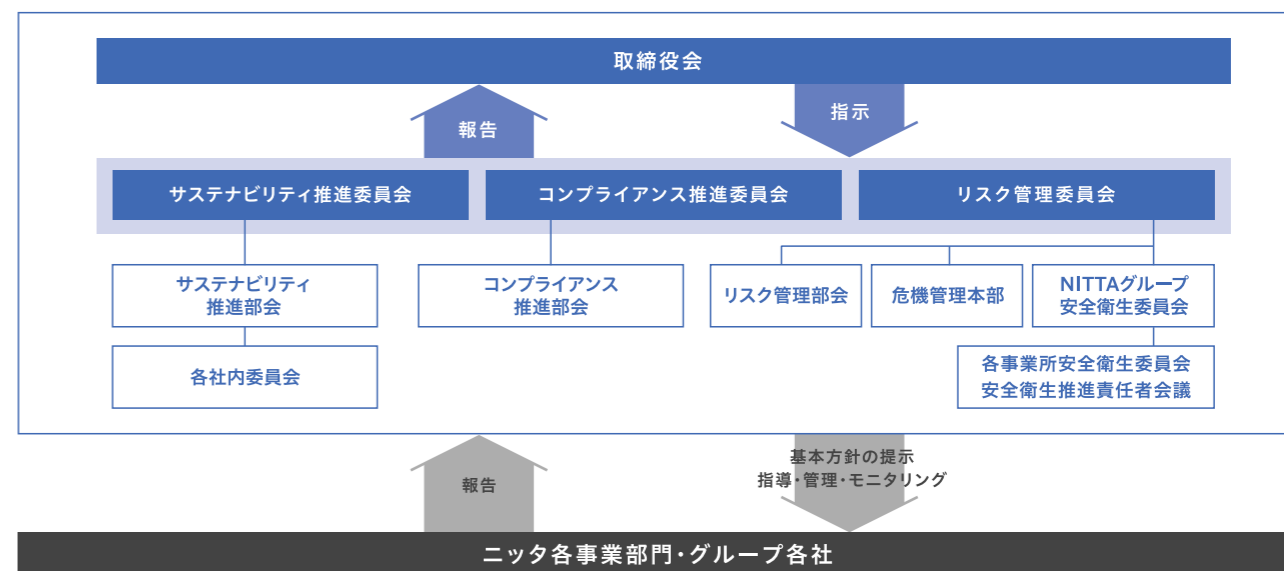 取締役会
報告
指示
サステナビリティ推進委員会
コンプライアンス推進委員会
リスク管理委員会
サステナビリティ
推進部会
コンプライアンス
推進部会
リスク管理部会
危機管理本部
NITTAグループ
安全衛生委員会
各社内委員会
各事業所安全衛生委員会
安全衛生推進責任者会議
報告
基本方針の提示
指導・管理・モニタリング
ニッタ各事業部門・グループ各社